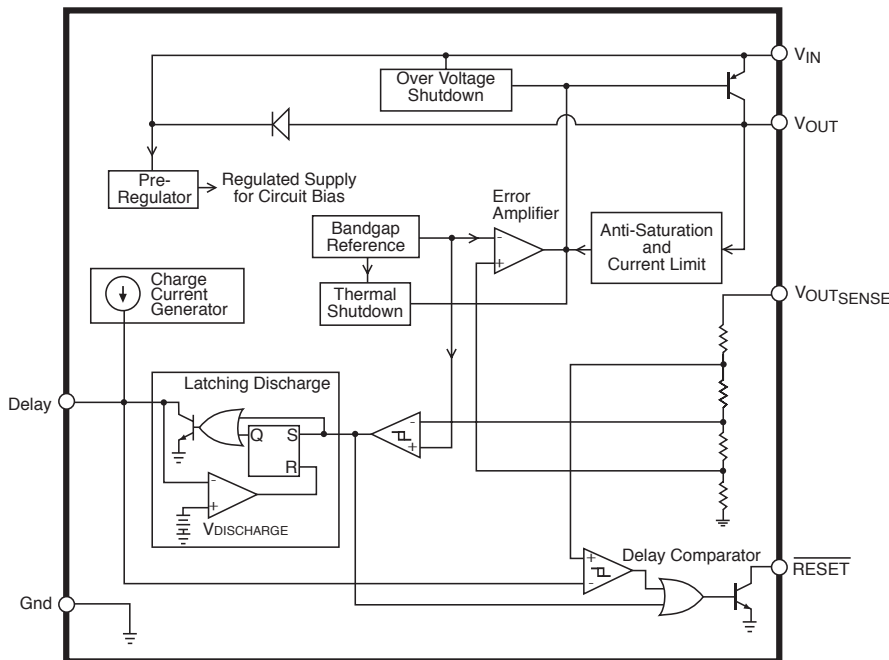 VIN
Over Voltage
Shutdown
VOUT
Pre-
Regulator
Regulated Supply
for Circuit Bias
Error
Amplifier
Bandgap
Reference
-
+
Anti-Saturation
and
Current Limit
Charge
Current
Generator
Thermal
Shutdown
VOUTSENSE
Latching Discharge
Delay
Q
S
R
-
+
-
+
VDISCHARGE
Delay Comparator
+
-
RESET
Gnd